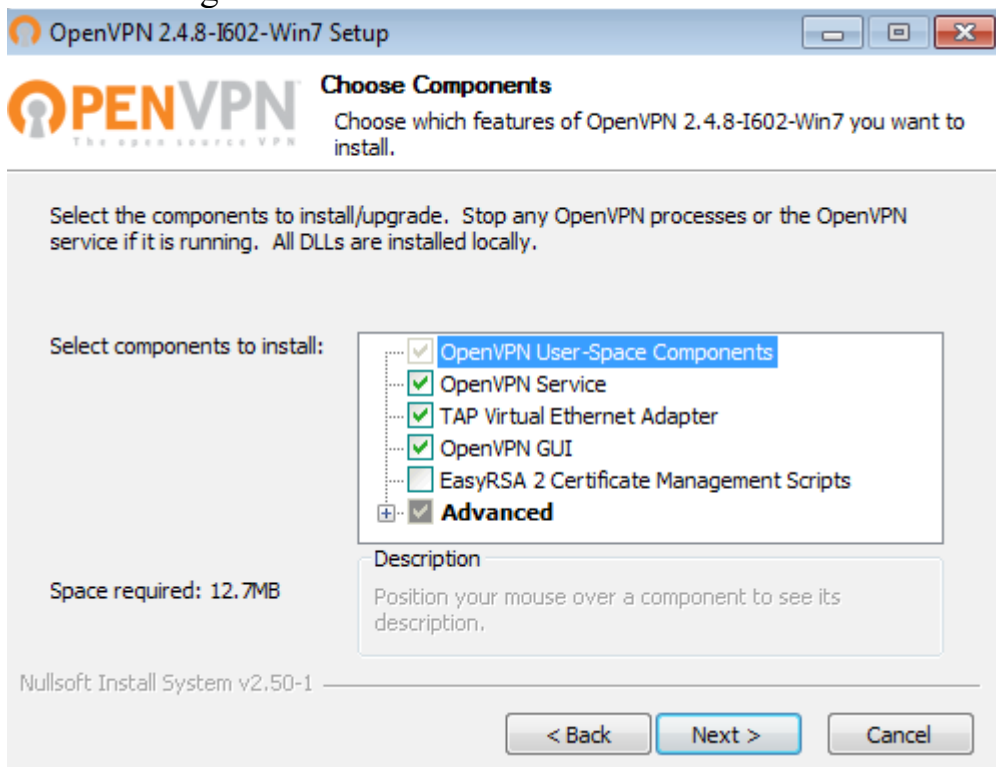 OpenVPN 2.4.8-I602-Win7 Setup
OPENVPN
The open source VPN
Choose Components
Choose which features of OpenVPN 2.4.8-I602-Win7 you want to
install.
Select the components to install/upgrade. Stop any OpenVPN processes or the OpenVPN
service if it is running. All DLLs are installed locally.
Select components to install:
OpenVPN User-Space Components
OpenVPN Service
TAP Virtual Ethernet Adapter
OpenVPN GUI
EasyRSA 2 Certificate Management Scripts
Advanced
Space required: 12.7MB
Description
Position your mouse over a component to see its
description.
Nullsoft Install System v2.50-1
< Back
Next >
Cancel